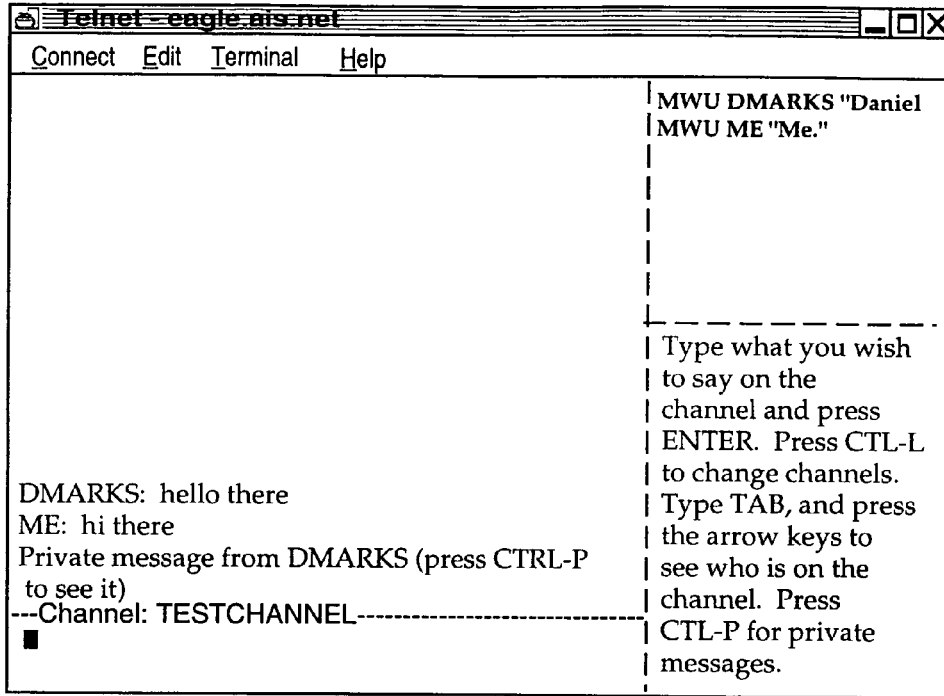 Telnet - eagle.ais.net
Connect Edit Terminal Help
MWU DMARKS "Daniel
MWU ME "Me."
DMARKS: hello there
ME: hi there
Private message from DMARKS (press CTRL-P
to see it)
---Channel: TESTCHANNEL---------------------------
Type what you wish
to say on the
channel and press
ENTER. Press CTL-L
to change channels.
Type TAB, and press
the arrow keys to
see who is on the
channel. Press
CTL-P for private
messages.